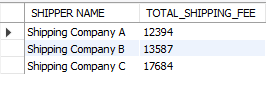 SHIPPER NAME TOTAL_SHIPPING_FEE
Shipping Company A 12394
Shipping Company B 13587
Shipping Company C 17684